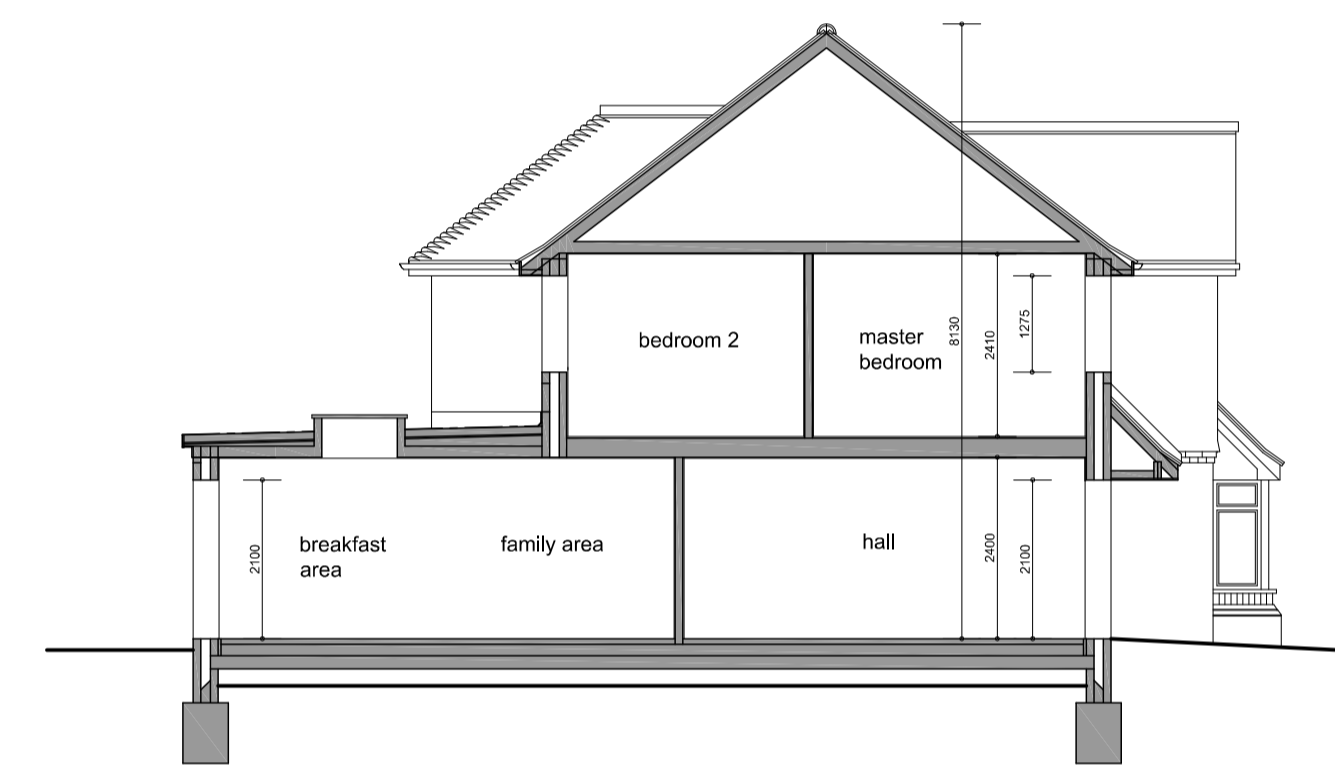 bedroom 2
master
bedroom
8130
2410
1275
breakfast
area
family area
hall
2100
2400
2100